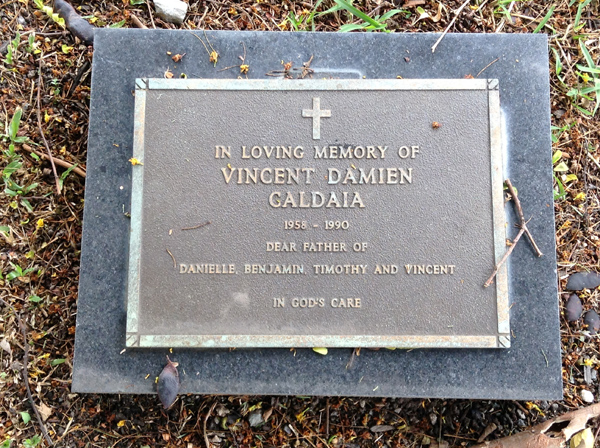 IN LOVING MEMORY OF
VINCENT DAMIEN
GALDAIA
1958 - 1990
DEAR FATHER OF
DANIELLE, BENJAMIN, TIMOTHY AND VINCENT
IN GOD'S CARE